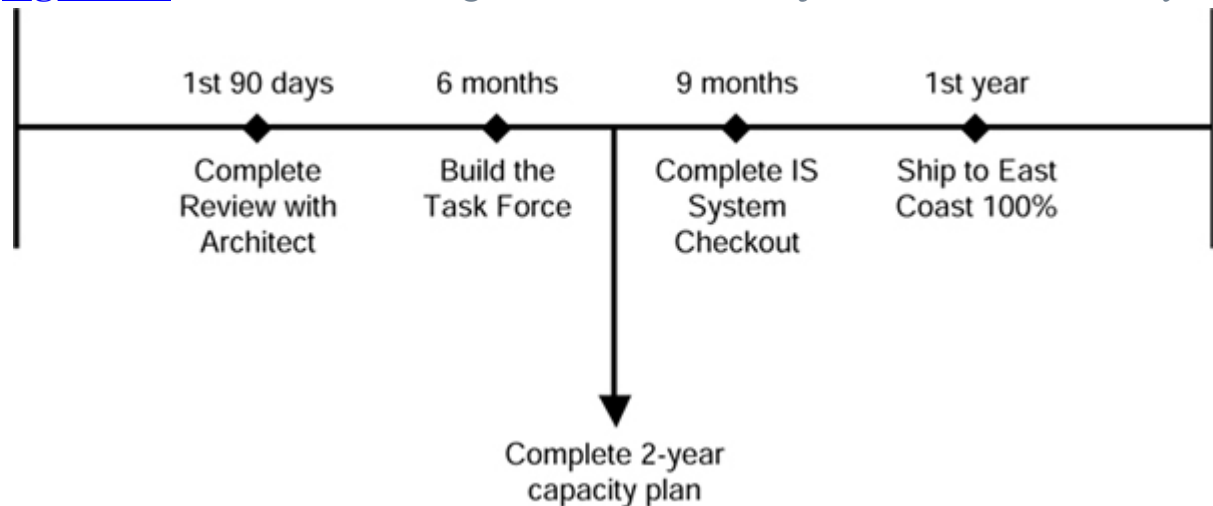 1st 90 days
6 months
9 months
1st year
Complete
Review with
Architect
Build the
Task Force
Complete IS
System
Checkout
Ship to East
Coast 100%
Complete 2-year
capacity plan